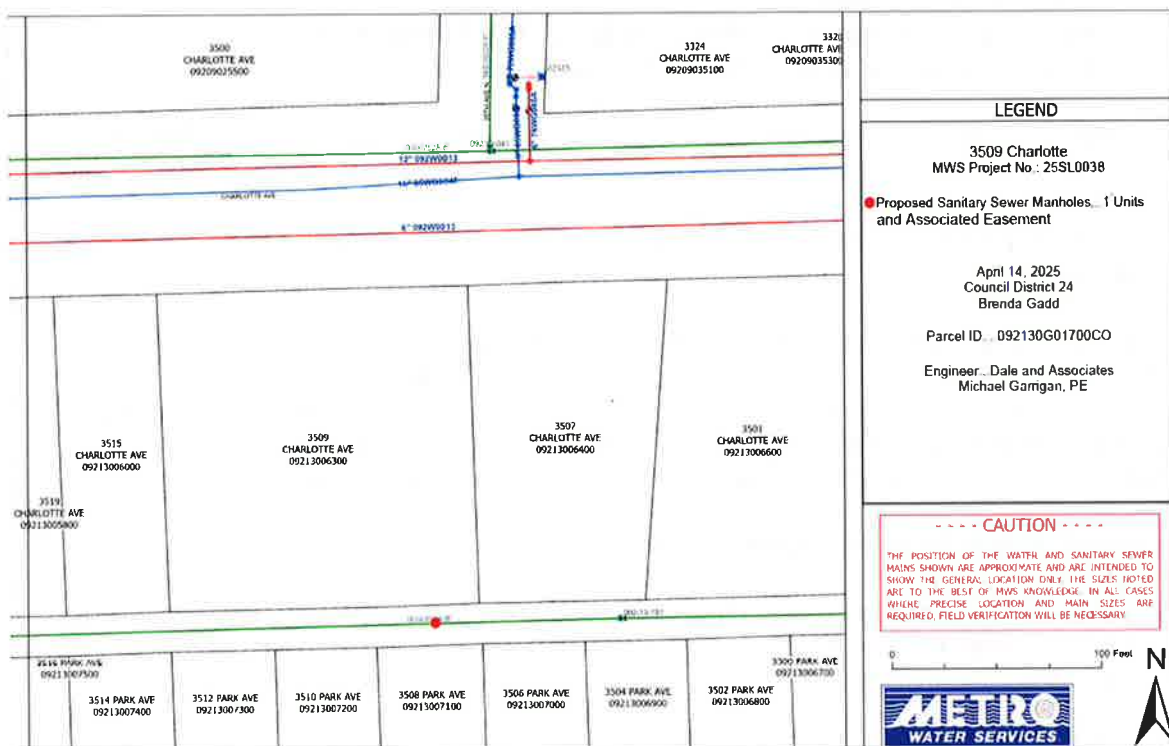 3500
CHARLOTTE AVE
09209025500
3324
CHARLOTTE AVE
09209035100
CHARLOTTE AVE
12" 092W0013
CHARLOTTE AVE
6" 092W0013
3515
CHARLOTTE AVE
09213006000
3509
CHARLOTTE AVE
09213006300
3507
CHARLOTTE AVE
09213006400
3501
CHARLOTTE AVE
09213006600
3519
CHARLOTTE AVE
09213005800
3516 PARK AVE
09213007500
3514 PARK AVE
09213007400
3512 PARK AVE
09213007300
3510 PARK AVE
09213007200
3508 PARK AVE
09213007100
3506 PARK AVE
09213007000
3504 PARK AVE
09213006900
3502 PARK AVE
09213006800
3300 PARK AVE
09213006700
LEGEND
3509 Charlotte
MWS Project No.: 25SL0038
Proposed Sanitary Sewer Manholes... 1 Units
and Associated Easement
April 14, 2025
Council District 24
Brenda Gadd
Parcel ID... 092130G01700CO
Engineer...Dale and Associates
Michael Garrigan, PE
- - - - CAUTION - - - -
THE POSITION OF THE WATER AND SANITARY SEWER
MAINS SHOWN ARE APPROXIMATE AND ARE INTENDED TO
SHOW THE GENERAL LOCATION ONLY. THE SIZES NOTED
ARE TO THE BEST OF MWS KNOWLEDGE. IN ALL CASES
WHERE PRECISE LOCATION AND MAIN SIZES ARE
REQUIRED, FIELD VERIFICATION WILL BE NECESSARY
0 100 Feet
N
METRO
WATER SERVICES